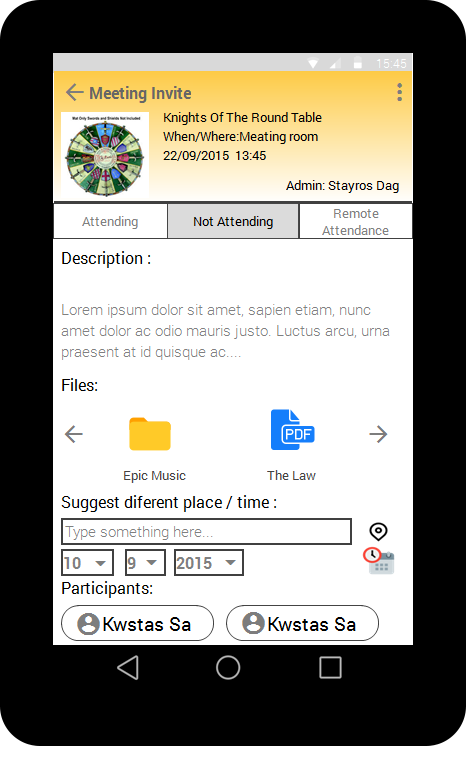 15:45
Meeting Invite
Mat Only Swords and Shields Not Included
Knights Of The Round Table
When/Where:Meating room
22/09/2015 13:45
Admin: Stayros Dag
Attending
Not Attending
Remote
Attendance
Description :
Lorem ipsum dolor sit amet, sapien etiam, nunc
amet dolor ac odio mauris justo. Luctus arcu, urna
praesent at id quisque ac....
Files:
PDF
Epic Music
The Law
Suggest diferent place / time :
Type something here...
10
9
2015
Participants:
Kwstas Sa
Kwstas Sa